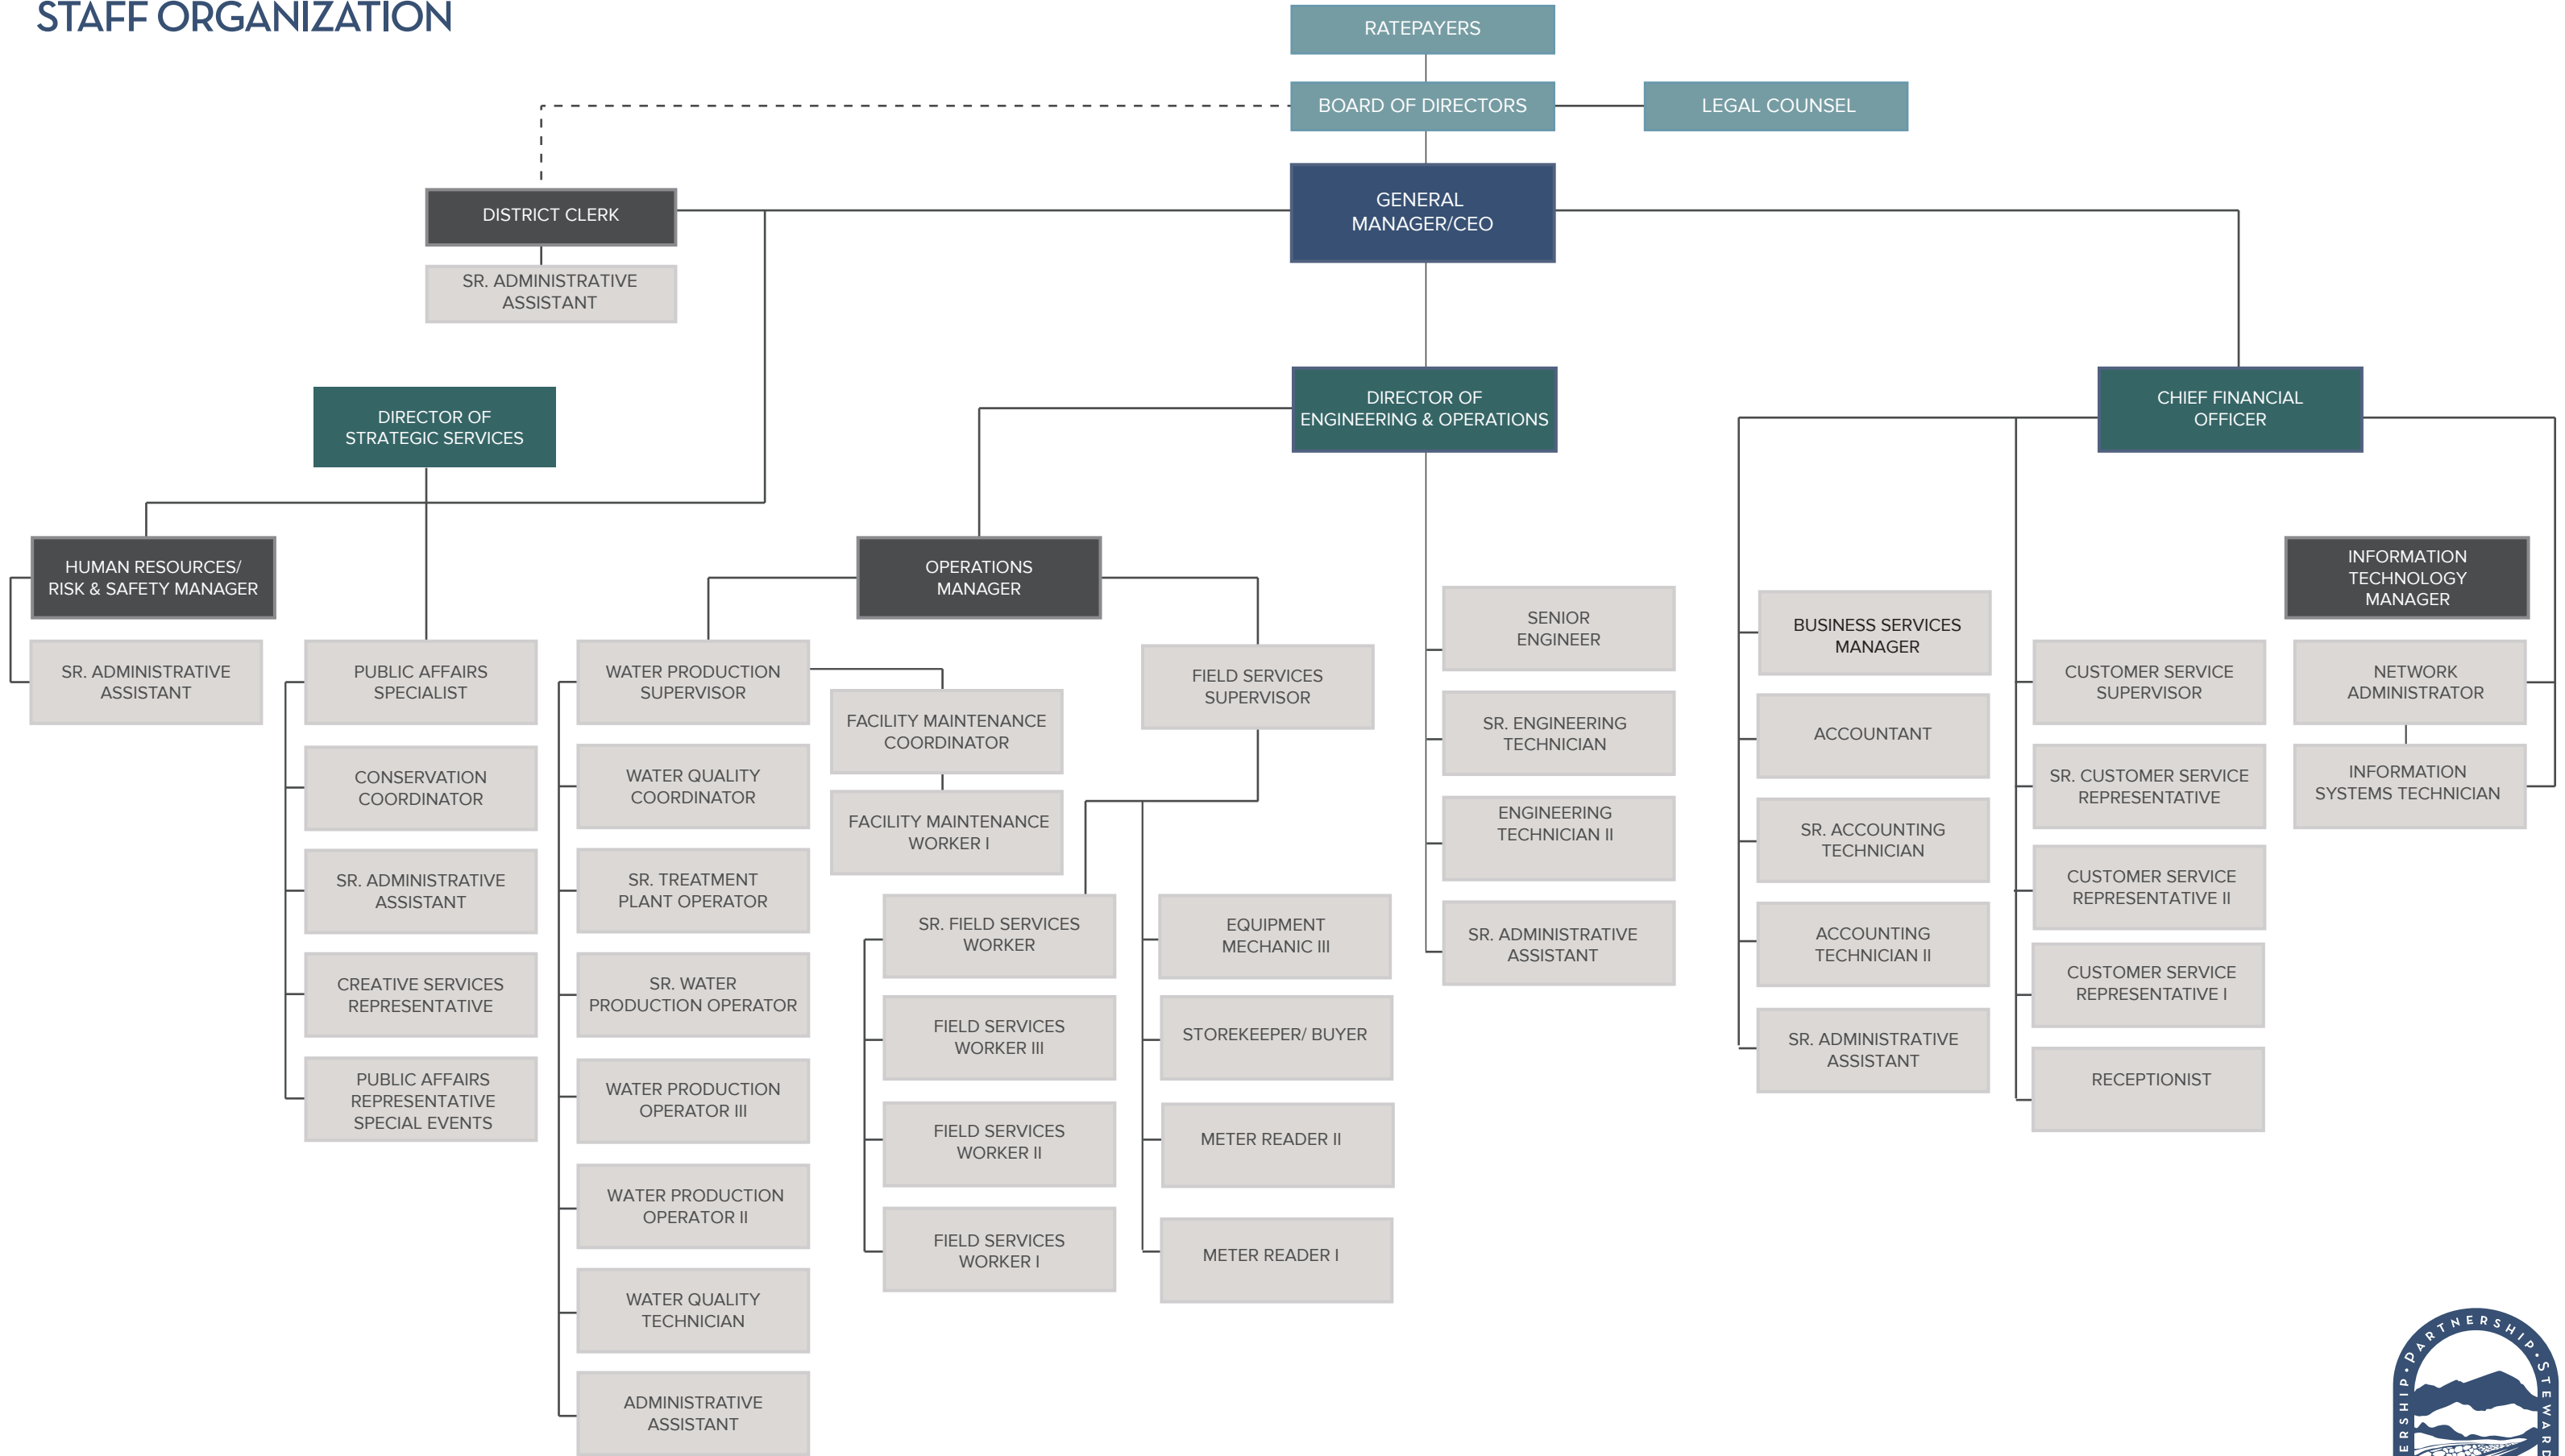 STAFF ORGANIZATION
RATEPAYERS
BOARD OF DIRECTORS
LEGAL COUNSEL
GENERAL
MANAGER/CEO
DISTRICT CLERK
SR. ADMINISTRATIVE
ASSISTANT
DIRECTOR OF
STRATEGIC SERVICES
DIRECTOR OF
ENGINEERING & OPERATIONS
CHIEF FINANCIAL
OFFICER
HUMAN RESOURCES/
RISK & SAFETY MANAGER
SR. ADMINISTRATIVE
ASSISTANT
PUBLIC AFFAIRS
SPECIALIST
CONSERVATION
COORDINATOR
SR. ADMINISTRATIVE
ASSISTANT
CREATIVE SERVICES
REPRESENTATIVE
PUBLIC AFFAIRS
REPRESENTATIVE
SPECIAL EVENTS
OPERATIONS
MANAGER
WATER PRODUCTION
SUPERVISOR
WATER QUALITY
COORDINATOR
SR. TREATMENT
PLANT OPERATOR
SR. WATER
PRODUCTION OPERATOR
WATER PRODUCTION
OPERATOR III
WATER PRODUCTION
OPERATOR II
WATER QUALITY
TECHNICIAN
ADMINISTRATIVE
ASSISTANT
FACILITY MAINTENANCE
COORDINATOR
FACILITY MAINTENANCE
WORKER I
FIELD SERVICES
SUPERVISOR
SR. FIELD SERVICES
WORKER
FIELD SERVICES
WORKER III
FIELD SERVICES
WORKER II
FIELD SERVICES
WORKER I
EQUIPMENT
MECHANIC III
STOREKEEPER/ BUYER
METER READER II
METER READER I
SENIOR
ENGINEER
SR. ENGINEERING
TECHNICIAN
ENGINEERING
TECHNICIAN II
SR. ADMINISTRATIVE
ASSISTANT
BUSINESS SERVICES
MANAGER
ACCOUNTANT
SR. ACCOUNTING
TECHNICIAN
ACCOUNTING
TECHNICIAN II
SR. ADMINISTRATIVE
ASSISTANT
CUSTOMER SERVICE
SUPERVISOR
SR. CUSTOMER SERVICE
REPRESENTATIVE
CUSTOMER SERVICE
REPRESENTATIVE II
CUSTOMER SERVICE
REPRESENTATIVE I
RECEPTIONIST
INFORMATION
TECHNOLOGY
MANAGER
NETWORK
ADMINISTRATOR
INFORMATION
SYSTEMS TECHNICIAN
ERSHIP · PARTNERSHIP · STEWARD